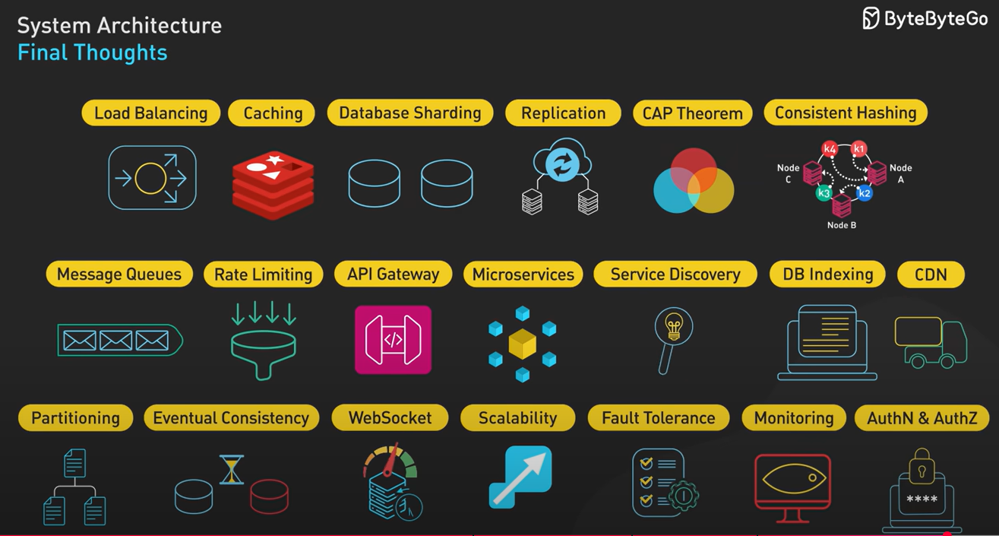 System Architecture
Final Thoughts
ByteByteGo
Load Balancing
Caching
Database Sharding
Replication
CAP Theorem
Consistent Hashing
k4
k1
Node
C
Node
A
k3
k2
Node B
Message Queues
Rate Limiting
API Gateway
Microservices
Service Discovery
DB Indexing
CDN
</>
Partitioning
Eventual Consistency
WebSocket
Scalability
Fault Tolerance
Monitoring
AuthN & AuthZ
****